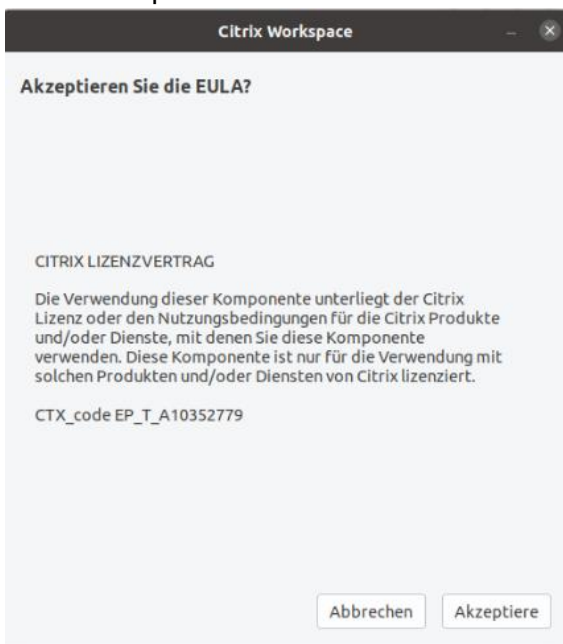 Citrix Workspace
Akzeptieren Sie die EULA?
CITRIX LIZENZVERTRAG
Die Verwendung dieser Komponente unterliegt der Citrix
Lizenz oder den Nutzungsbedingungen für die Citrix Produkte
und/oder Dienste, mit denen Sie diese Komponente
verwenden. Diese Komponente ist nur für die Verwendung mit
solchen Produkten und/oder Diensten von Citrix lizenziert.
CTX_code EP_T_A10352779
Abbrechen Akzeptiere